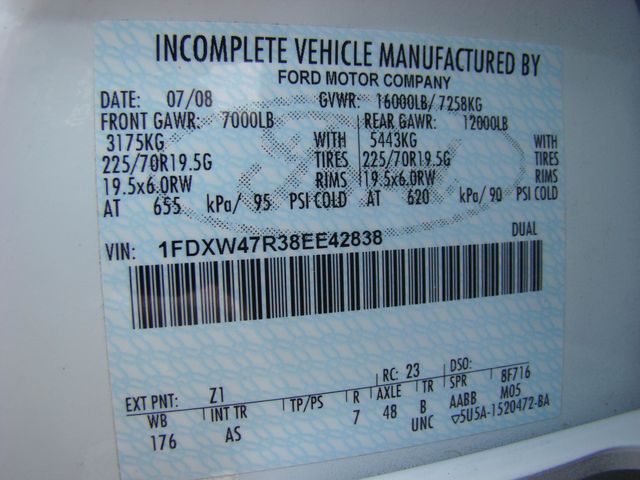 INCOMPLETE VEHICLE MANUFACTURED BY
FORD MOTOR COMPANY
DATE: 07/08 GVWR: 16000LB/ 7258KG
FRONT GAWR: 7000LB REAR GAWR: 12000LB
3175KG WITH 5443KG WITH
225/70R19.5G TIRES 225/70R19.5G TIRES
19.5x6.0RW RIMS 19.5x6.0RW RIMS
AT 655 kPa/ 95 PSI COLD AT 620 kPa/ 90 PSI COLD
VIN: 1FDXW47R38EE42838 DUAL
EXT PNT: Z1 RC: 23 DSO:
WB INT TR TP/PS R AXLE TR SPR 8F716
176 AS 7 48 B AABB M05
UNC ▽5U5A-1520472-BA